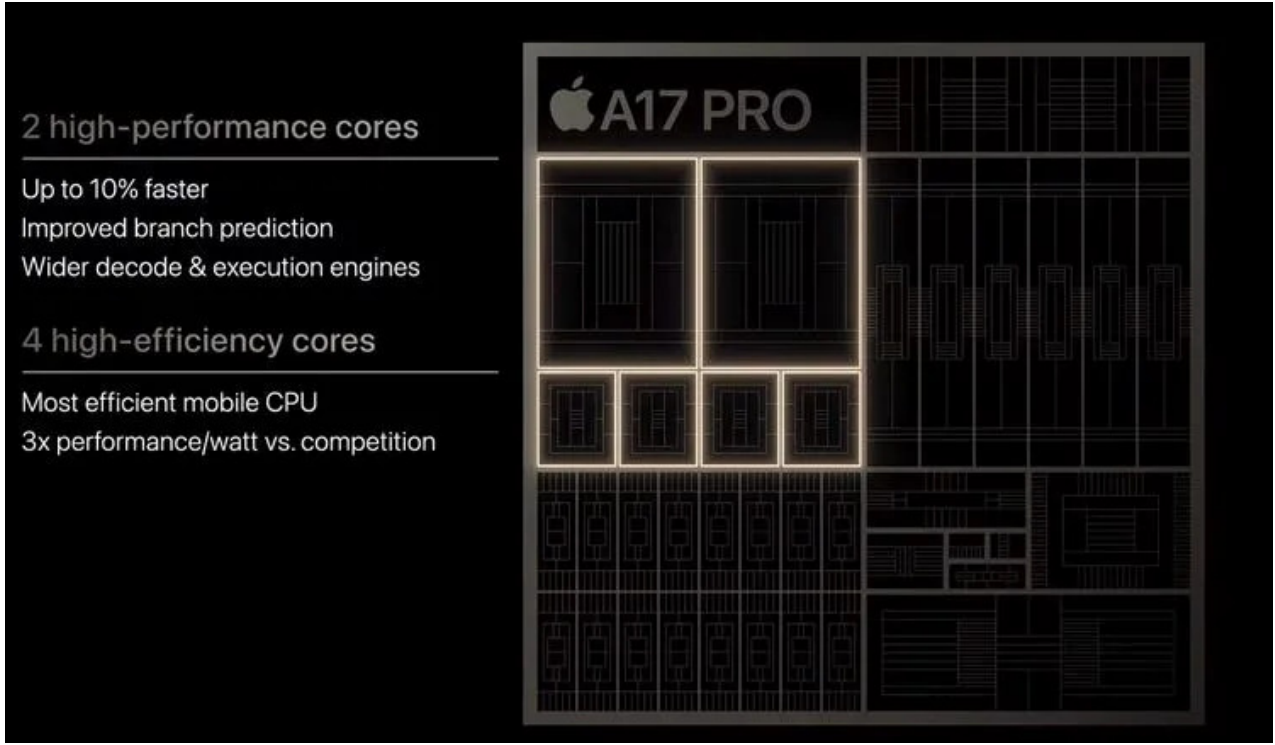 2 high-performance cores
Up to 10% faster
Improved branch prediction
Wider decode & execution engines
4 high-efficiency cores
Most efficient mobile CPU
3x performance/watt vs. competition
A17 PRO